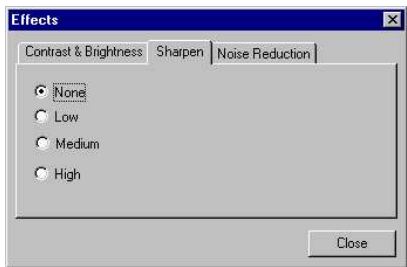 Effects
Contrast & Brightness Sharpen Noise Reduction
None
Low
Medium
High
Close